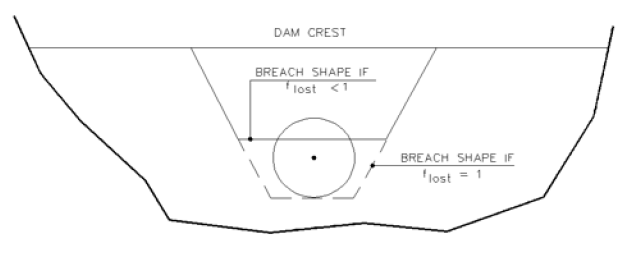 DAM CREST
BREACH SHAPE IF
f lost < 1
BREACH SHAPE IF
f lost = 1